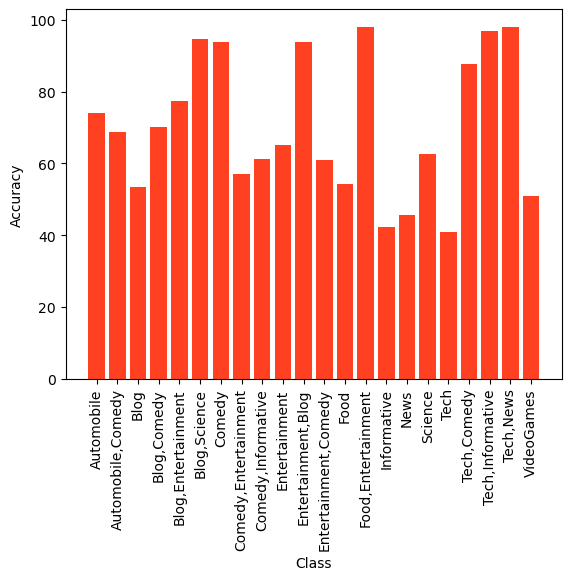 100
80
60
40
20
0
Accuracy
Automobile
Automobile,Comedy
Blog
Blog,Comedy
Blog,Entertainment
Blog,Science
Comedy
Comedy,Entertainment
Comedy,Informative
Entertainment
Entertainment,Blog
Entertainment,Comedy
Food
Food,Entertainment
Informative
News
Science
Tech
Tech,Comedy
Tech,Informative
Tech,News
VideoGames
Class